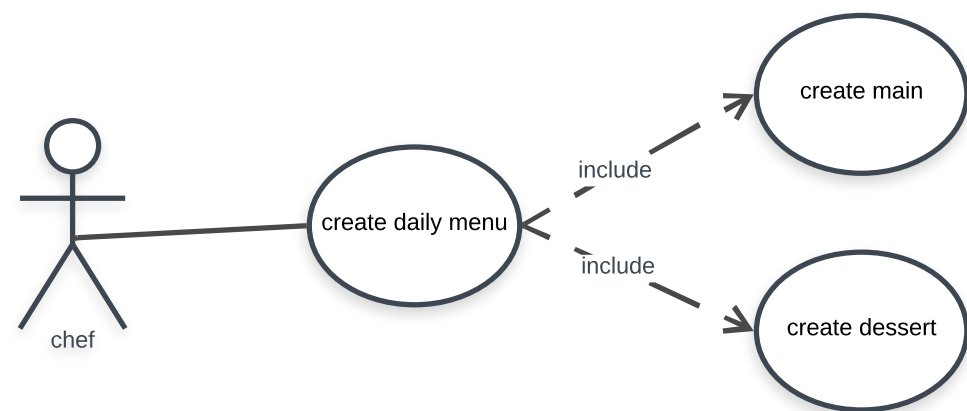 create main
include
create daily menu
include
create dessert
chef